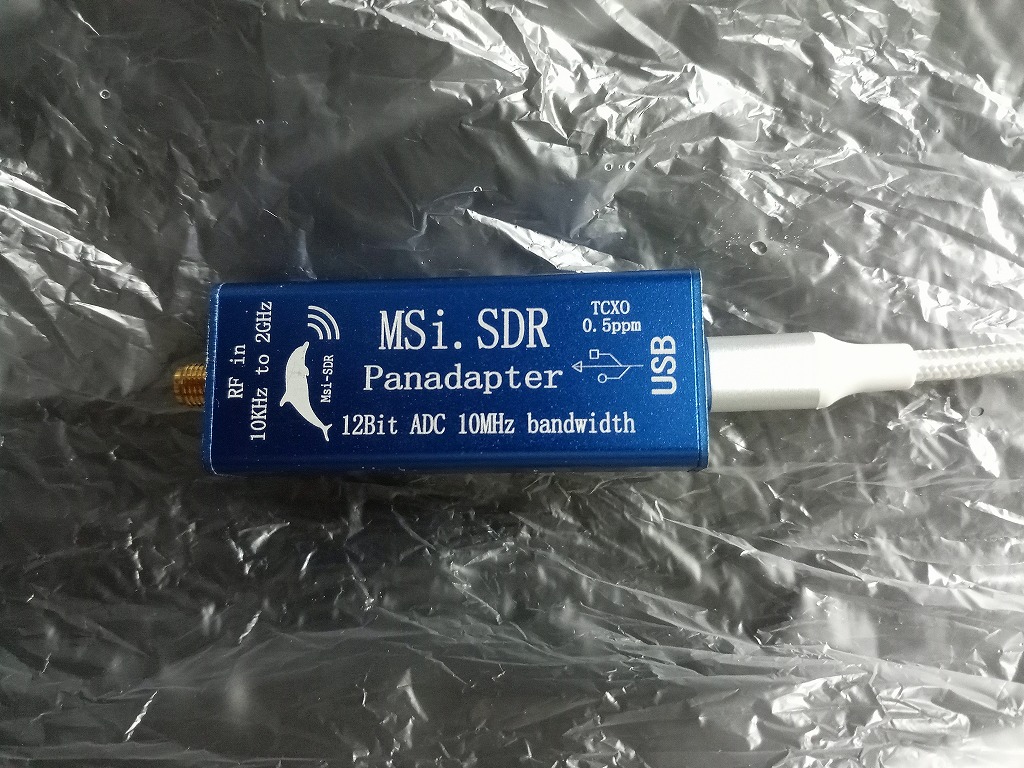 RF in
10KHz to 2GHz
Msi-SDR
MSi.SDR
Panadapter
12Bit ADC 10MHz bandwidth
TCXO
0.5ppm
USB